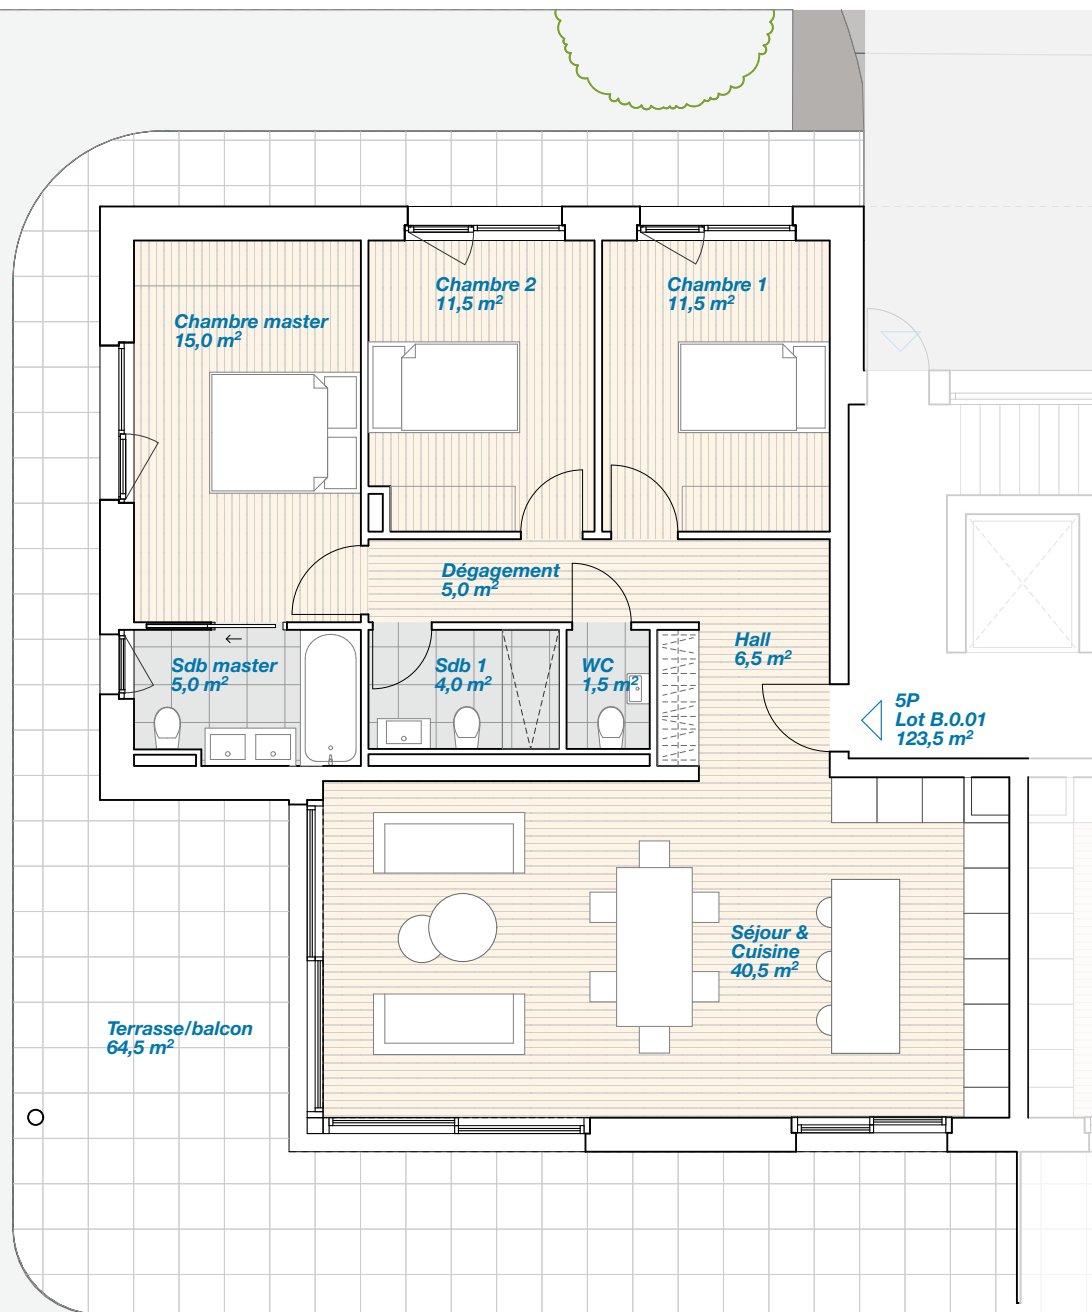 Chambre 2
11,5 m²
Chambre 1
11,5 m²
Chambre master
15,0 m²
Dégagement
5,0 m²
Hall
6,5 m²
Sdb master
5,0 m²
Sdb 1
4,0 m²
WC
1,5 m²
5P
Lot B.0.01
123,5 m²
Séjour &
Cuisine
40,5 m²
Terrasse/balcon
64,5 m²